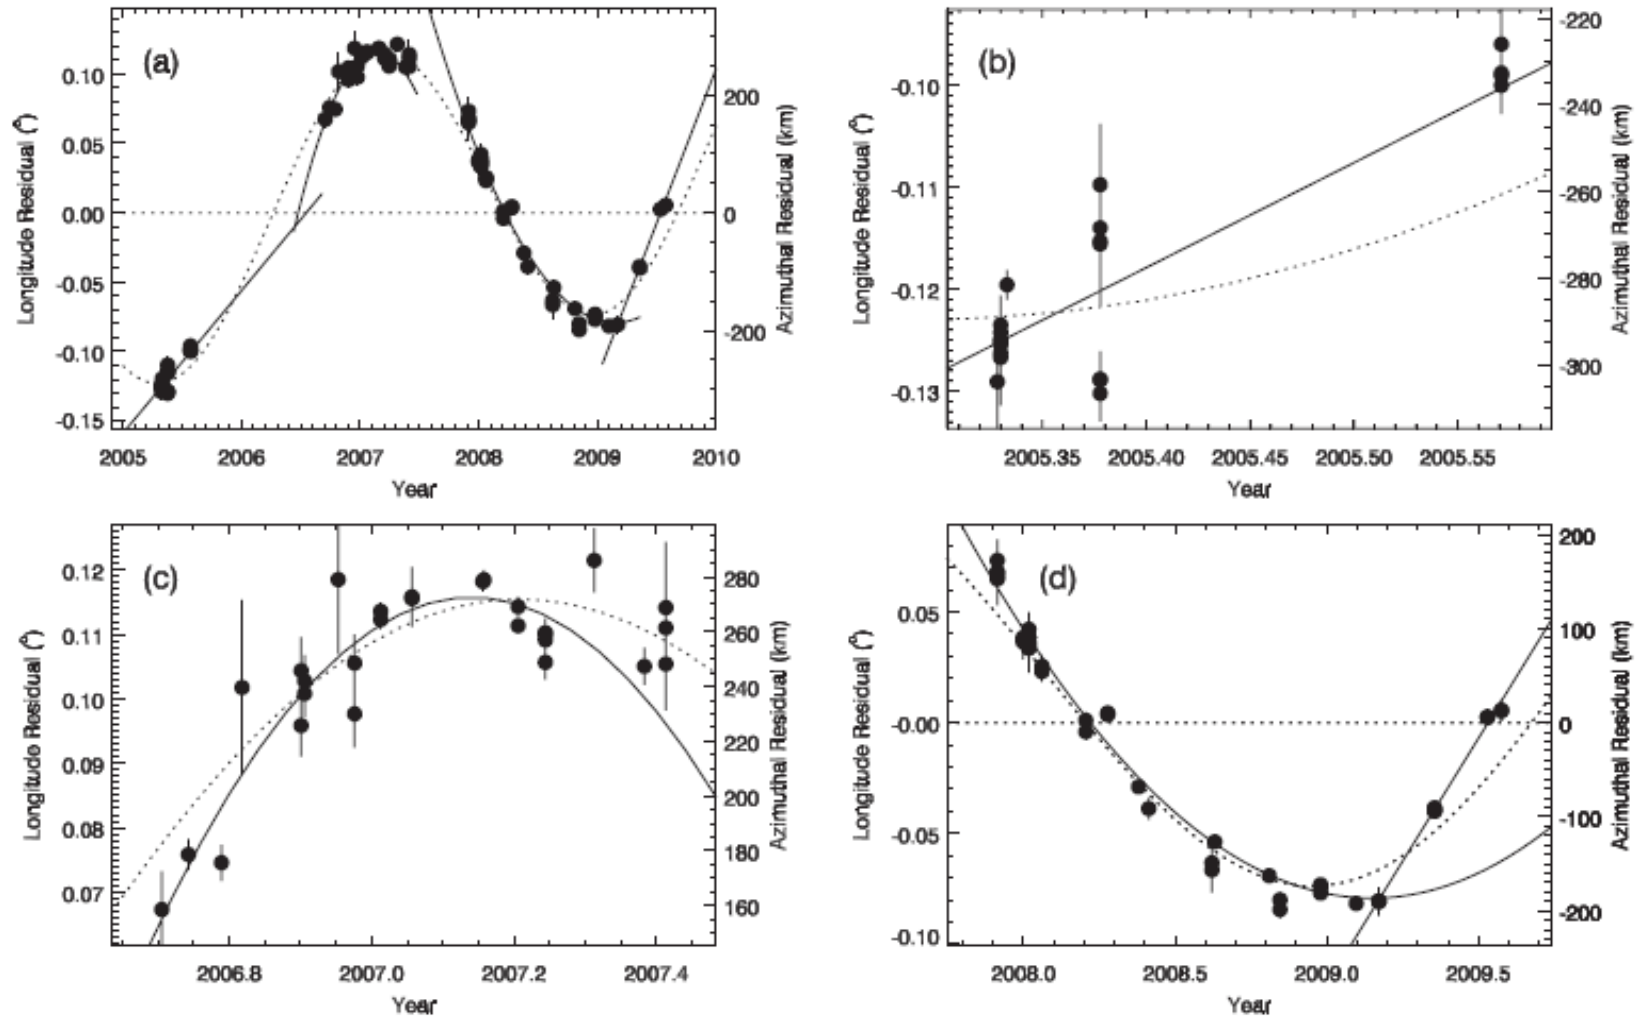 (a)
Longitude Residual (°)
0.10
0.05
0.00
-0.05
-0.10
-0.15
200
0
-200
Azimuthal Residual (km)
2005 2006 2007 2008 2009 2010
Year
(b)
Longitude Residual (°)
-0.10
-0.11
-0.12
-0.13
-220
-240
-260
-280
-300
Azimuthal Residual (km)
2005.35 2005.40 2005.45 2005.50 2005.55
Year
(c)
Longitude Residual (°)
0.12
0.11
0.10
0.09
0.08
0.07
280
260
240
220
200
180
160
Azimuthal Residual (km)
2006.8 2007.0 2007.2 2007.4
Year
(d)
Longitude Residual (°)
0.05
-0.00
-0.05
-0.10
200
100
0
-100
-200
Azimuthal Residual (km)
2008.0 2008.5 2009.0 2009.5
Year